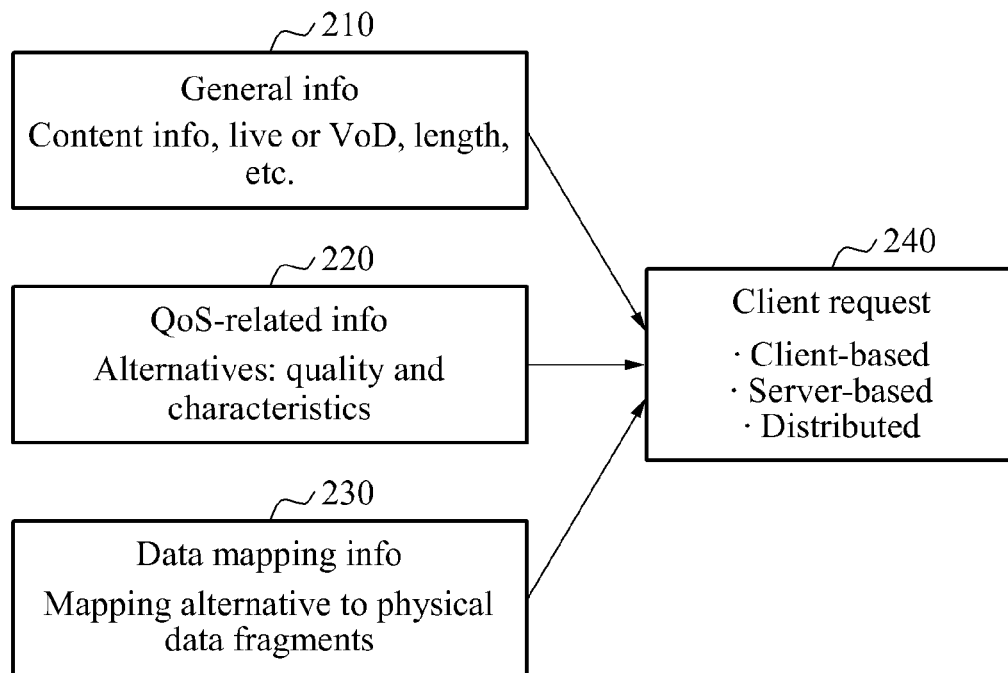 210
General info
Content info, live or VoD, length,
etc.
220
QoS-related info
Alternatives: quality and
characteristics
230
Data mapping info
Mapping alternative to physical
data fragments
240
Client request
· Client-based
· Server-based
· Distributed